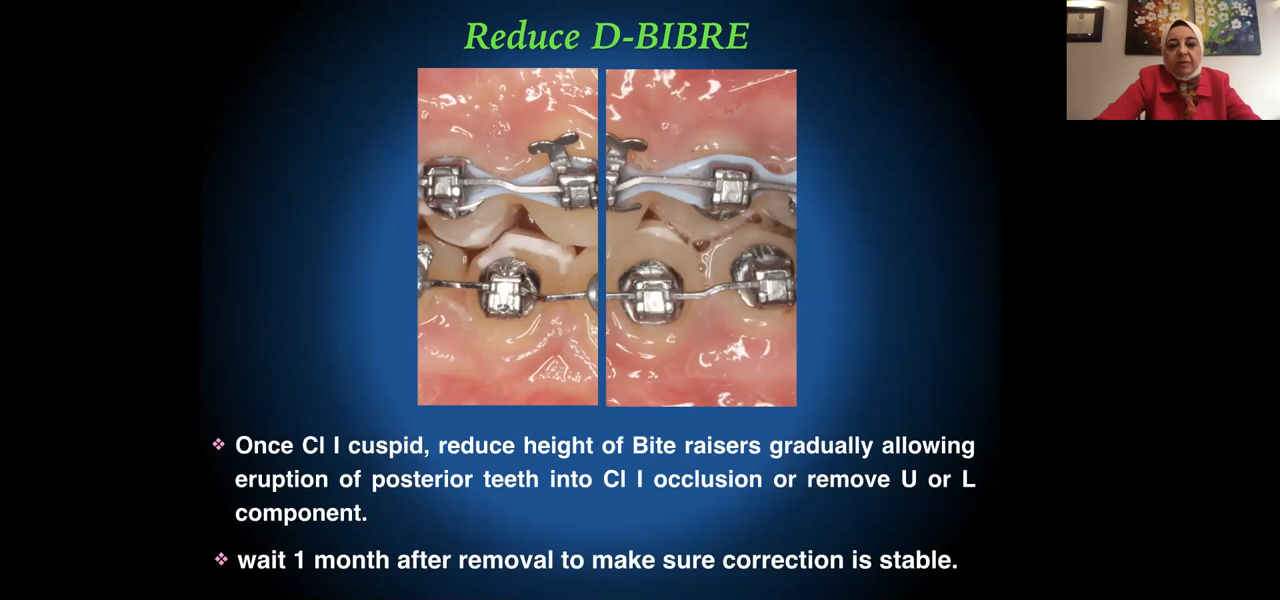 Reduce D-BIBRE
❖ Once Cl I cuspid, reduce height of Bite raisers gradually allowing
eruption of posterior teeth into Cl I occlusion or remove U or L
component.
❖ wait 1 month after removal to make sure correction is stable.